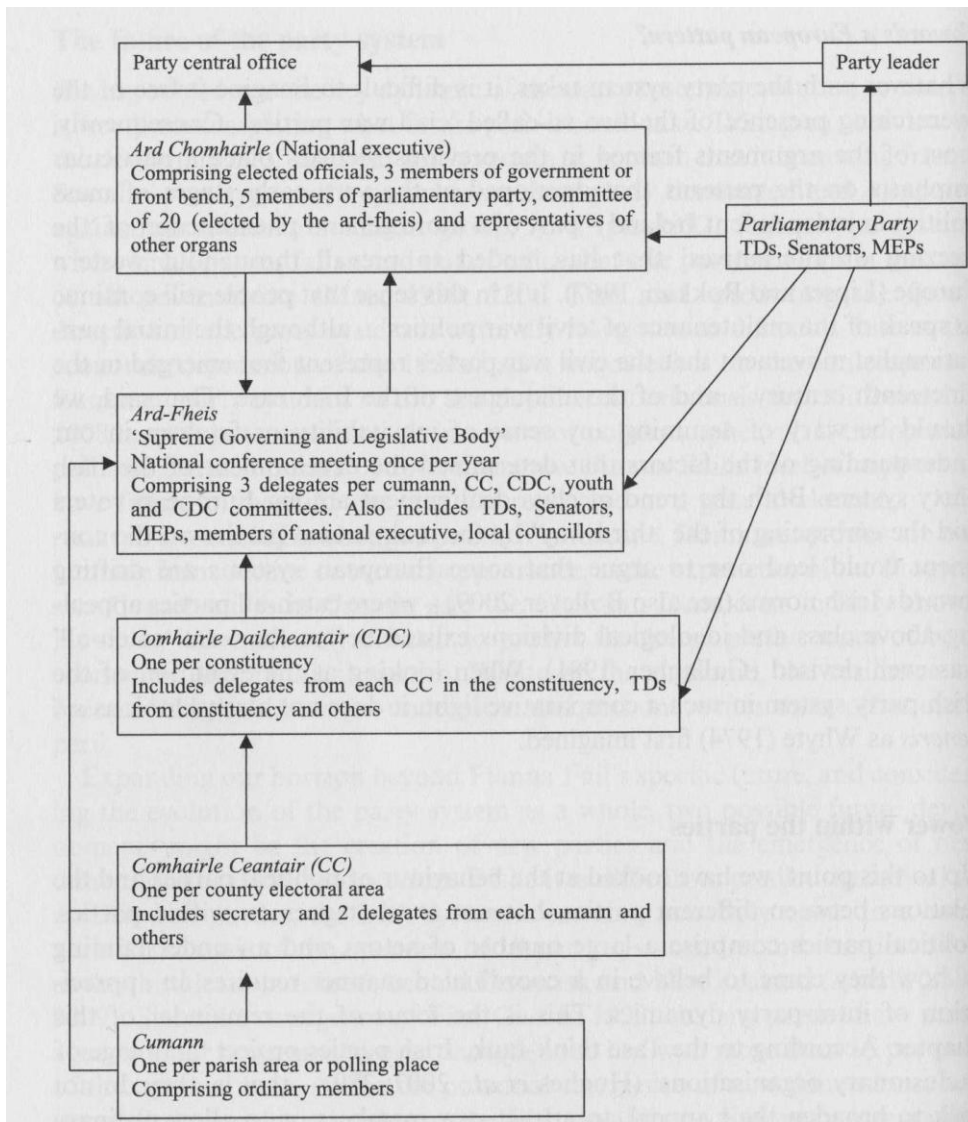 Party central office
Party leader
Ard Chomhairle (National executive)
Comprising elected officials, 3 members of government or
front bench, 5 members of parliamentary party, committee
of 20 (elected by the ard-fheis) and representatives of
other organs
Parliamentary Party
TDs, Senators, MEPs
Ard-Fheis
'Supreme Governing and Legislative Body'
National conference meeting once per year
Comprising 3 delegates per cumann, CC, CDC, youth
and CDC committees. Also includes TDs, Senators,
MEPs, members of national executive, local councillors
Comhairle Dailcheantair (CDC)
One per constituency
Includes delegates from each CC in the constituency, TDs
from constituency and others
Comhairle Ceantair (CC)
One per county electoral area
Includes secretary and 2 delegates from each cumann and
others
Cumann
One per parish area or polling place
Comprising ordinary members